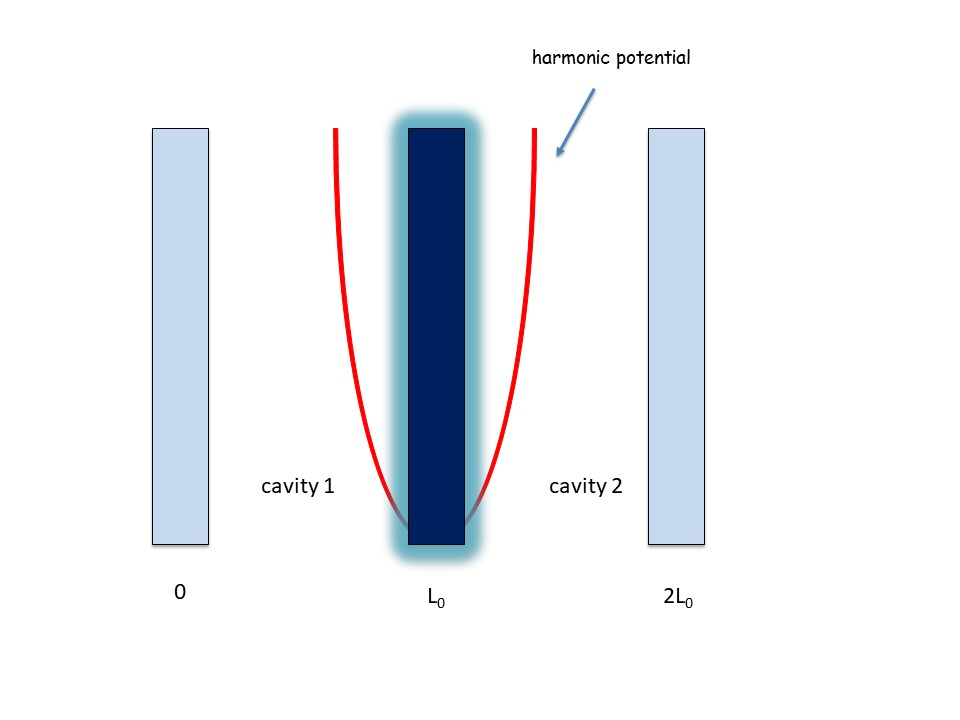 harmonic potential
cavity 1
cavity 2
0
L₀
2L₀